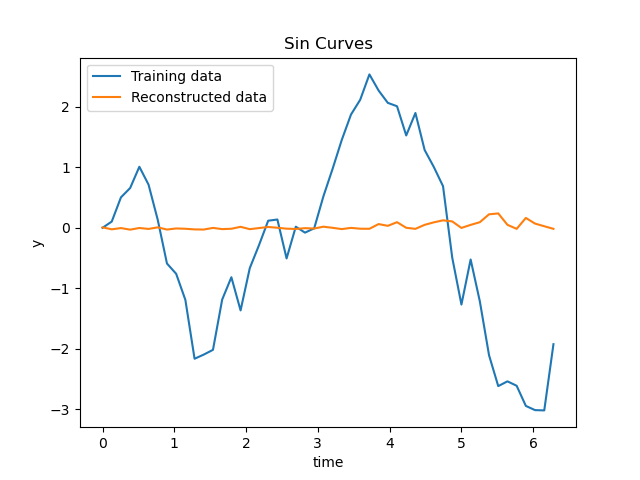 Sin Curves
Training data
Reconstructed data
y
2
1
0
−1
−2
−3
0 1 2 3 4 5 6
time